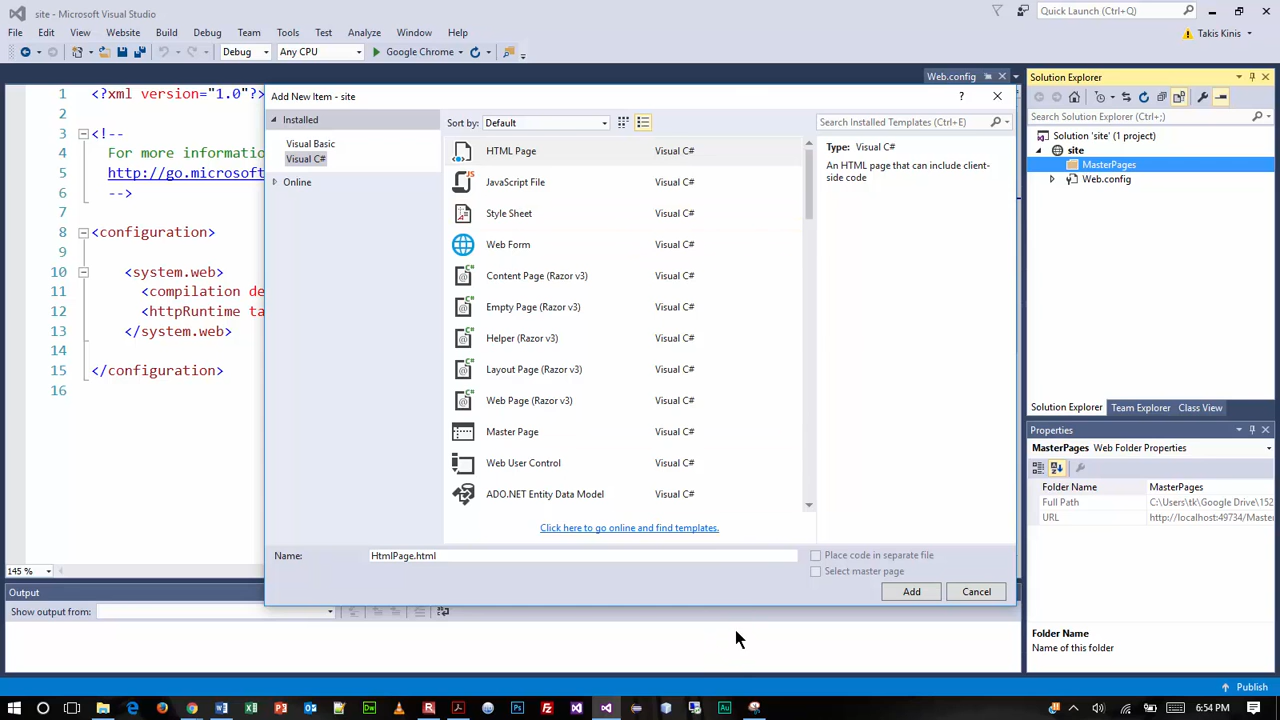 site - Microsoft Visual Studio
Quick Launch (Ctrl+Q)
File Edit View Website Build Debug Team Tools Test Analyze Window Help
Takis Kinis
Debug Any CPU Google Chrome
Web.config
1 <?xml version="1.0"?>
2
3 <!--
4 For more informatio
5 http://go.microsoft
6 -->
7
8 <configuration>
9
10 <system.web>
11 <compilation de
12 <httpRuntime ta
13 </system.web>
14
15 </configuration>
16
145 %
Add New Item - site
?
Installed
Visual Basic
Visual C#
Online
Sort by: Default
Search Installed Templates (Ctrl+E)
HTML Page Visual C#
JavaScript File Visual C#
Style Sheet Visual C#
Web Form Visual C#
Content Page (Razor v3) Visual C#
Empty Page (Razor v3) Visual C#
Helper (Razor v3) Visual C#
Layout Page (Razor v3) Visual C#
Web Page (Razor v3) Visual C#
Master Page Visual C#
Web User Control Visual C#
ADO.NET Entity Data Model Visual C#
Click here to go online and find templates.
Type: Visual C#
An HTML page that can include client-
side code
Name: HtmlPage.html
Place code in separate file
Select master page
Add Cancel
Solution Explorer
Search Solution Explorer (Ctrl+;)
Solution 'site' (1 project)
site
MasterPages
Web.config
Solution Explorer Team Explorer Class View
Properties
MasterPages Web Folder Properties
Folder Name MasterPages
Full Path C:\Users\tk\Google Drive\152
URL http://localhost:49734/Master
Folder Name
Name of this folder
Output
Show output from:
Publish
6:54 PM